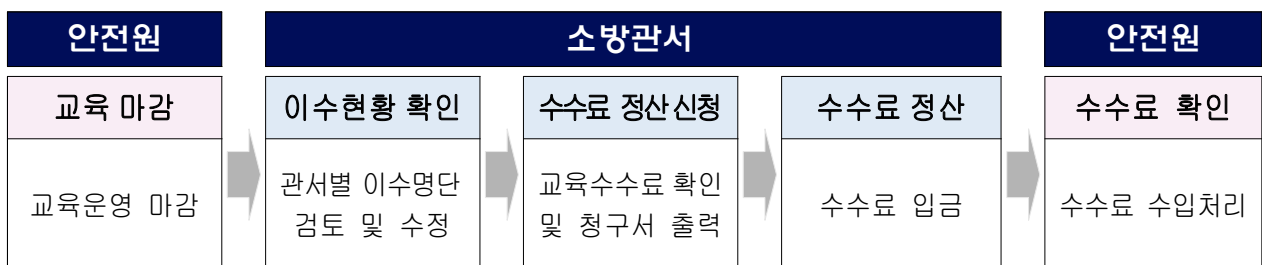 안전원
소방관서
안전원
교육 마감
이수현황 확인
수수료 정산 신청
수수료 정산
수수료 확인
교육운영 마감
관서별 이수명단
검토 및 수정
교육수수료 확인
및 청구서 출력
수수료 입금
수수료 수입처리